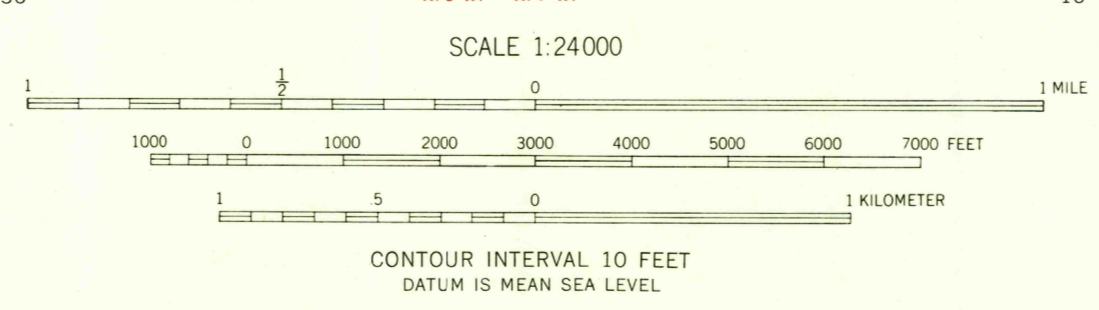 SCALE 1:24000
1 1/2 0 1 MILE
1000 0 1000 2000 3000 4000 5000 6000 7000 FEET
1 .5 0 1 KILOMETER
CONTOUR INTERVAL 10 FEET
DATUM IS MEAN SEA LEVEL